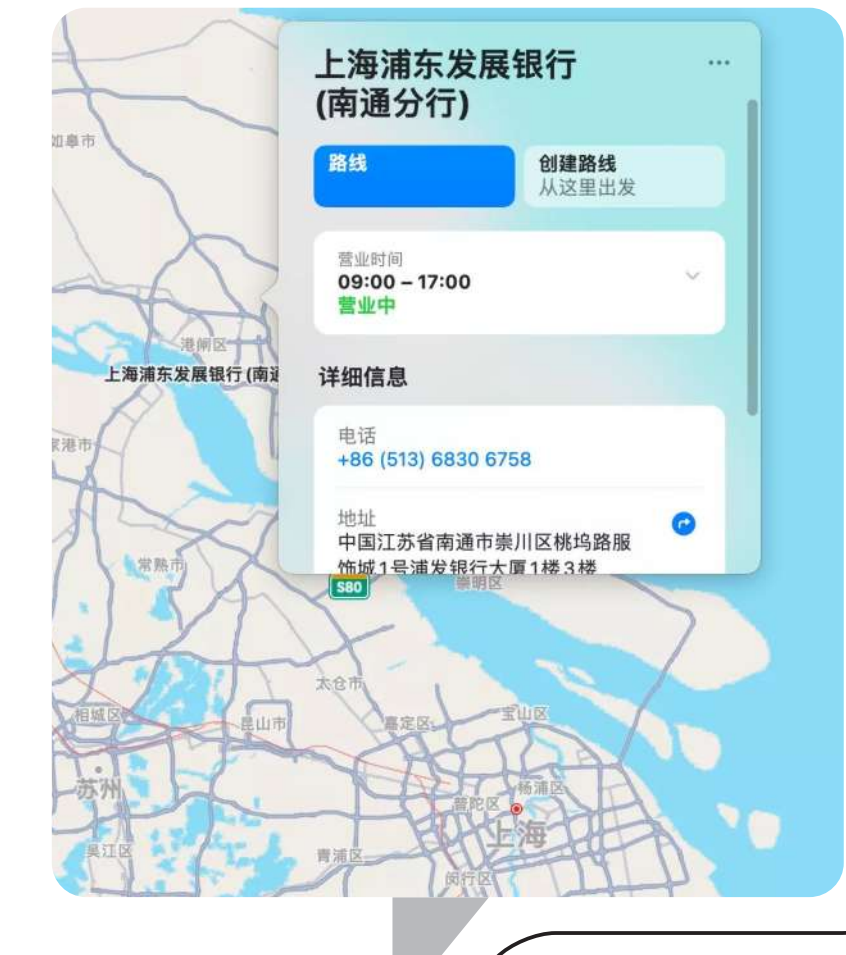 上海浦东发展银行
(南通分行)
路线
创建路线
从这里出发
营业时间
09:00 – 17:00
营业中
详细信息
电话
+86 (513) 6830 6758
地址
中国江苏省南通市崇川区桃坞路服
饰城1号浦发银行大厦1楼3楼
如皋市
港闸区
上海浦东发展银行(南通
家港市
常熟市
S80
崇明区
太仓市
相城区
昆山市
嘉定区
宝山区
苏州
杨浦区
普陀区
上海
吴江区
青浦区
闵行区